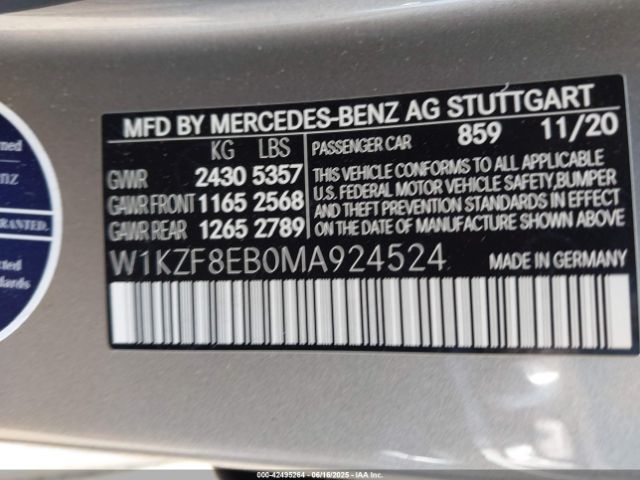 MFD BY MERCEDES-BENZ AG STUTTGART
KG LBS
GVWR 2430 5357
GAWR FRONT 1165 2568
GAWR REAR 1265 2789
PASSENGER CAR 859 11/20
THIS VEHICLE CONFORMS TO ALL APPLICABLE
U.S. FEDERAL MOTOR VEHICLE SAFETY, BUMPER
AND THEFT PREVENTION STANDARDS IN EFFECT
ON THE DATE OF MANUFACTURE SHOWN ABOVE
W1KZF8EB0MA924524 MADE IN GERMANY
000-42495264 - 06/16/2025 - IAAI.COM